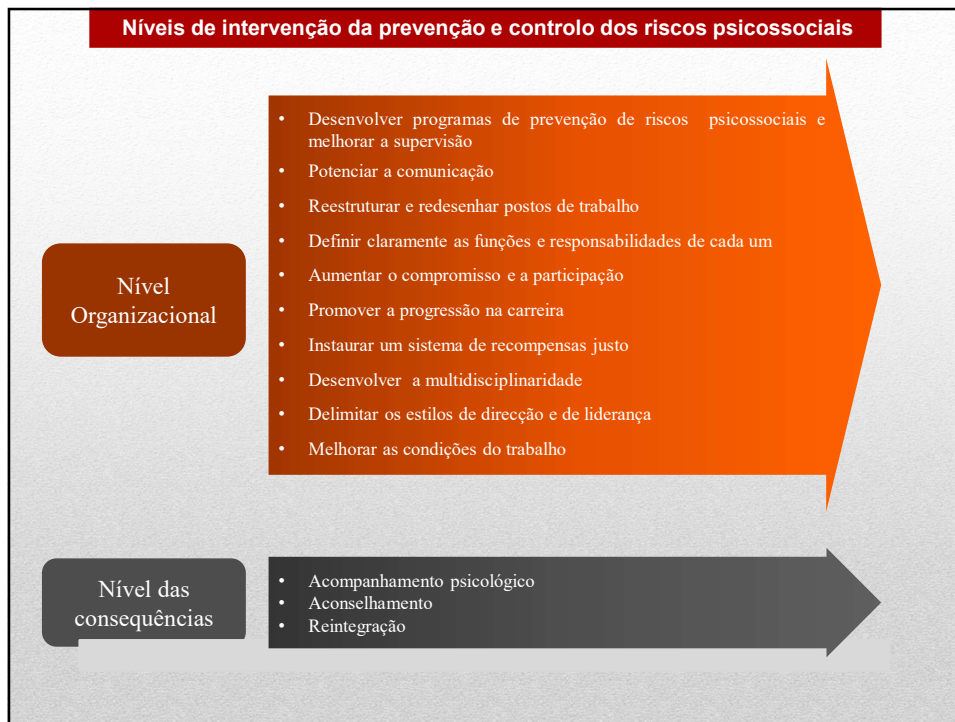 Níveis de intervenção da prevenção e controlo dos riscos psicossociais
Nível
Organizacional
• Desenvolver programas de prevenção de riscos psicossociais e
melhorar a supervisão
• Potenciar a comunicação
• Reestruturar e redesenhar postos de trabalho
• Definir claramente as funções e responsabilidades de cada um
• Aumentar o compromisso e a participação
• Promover a progressão na carreira
• Instaurar um sistema de recompensas justo
• Desenvolver a multidisciplinaridade
• Delimitar os estilos de direcção e de liderança
• Melhorar as condições do trabalho
Nível das
consequências
• Acompanhamento psicológico
• Aconselhamento
• Reintegração